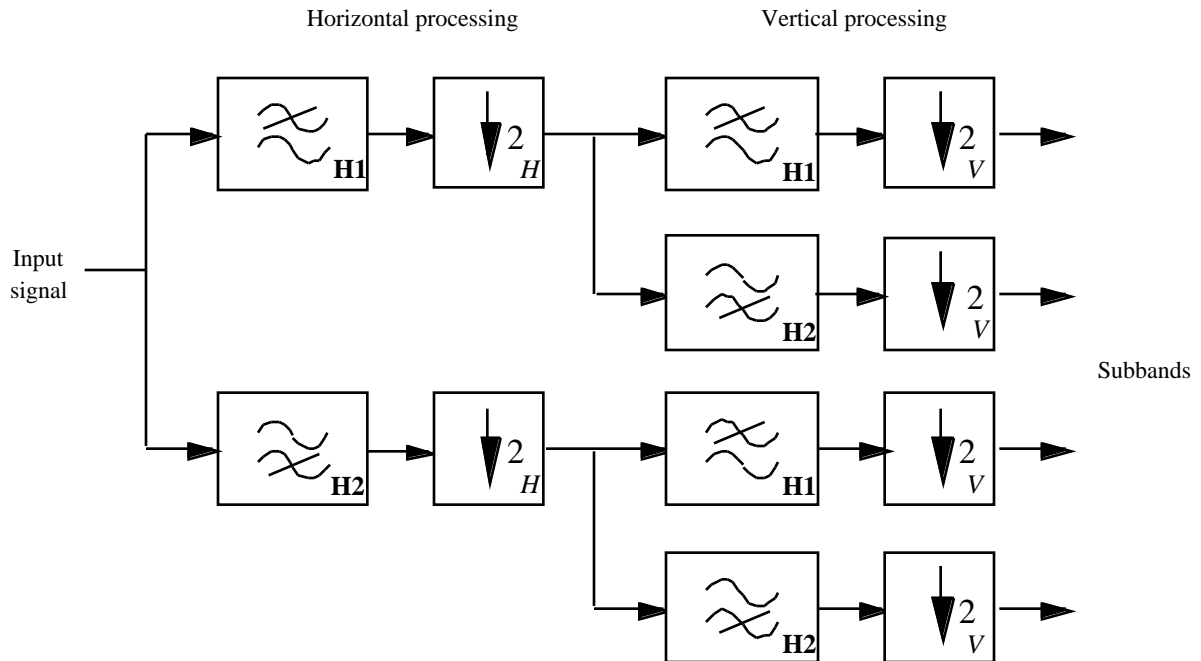 Horizontal processing
Vertical processing
2
H1
H
2
H1
V
Input
signal
2
H2
V
Subbands
2
H2
H
2
H1
V
2
H2
V